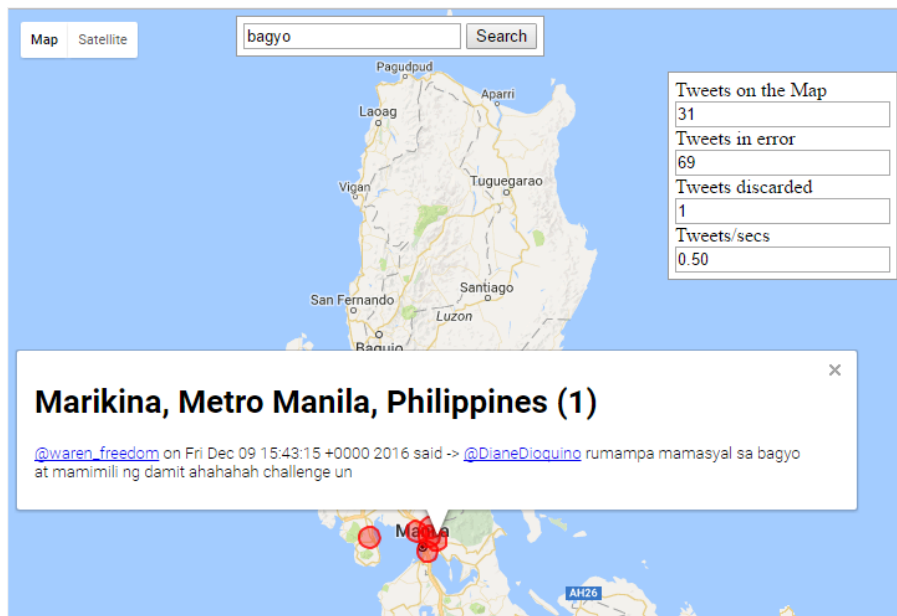 Map Satellite
bagyo Search
Tweets on the Map
31
Tweets in error
69
Tweets discarded
1
Tweets/secs
0.50
Pagudpud
Aparri
Laoag
Vigan
Tuguegarao
Santiago
San Fernando
Luzon
Baguio
Marikina, Metro Manila, Philippines (1)
@waren_freedom on Fri Dec 09 15:43:15 +0000 2016 said -> @DianeDioquino rumampa mamasyal sa bagyo
at mamimili ng damit ahahahah challenge un
Manila
AH26